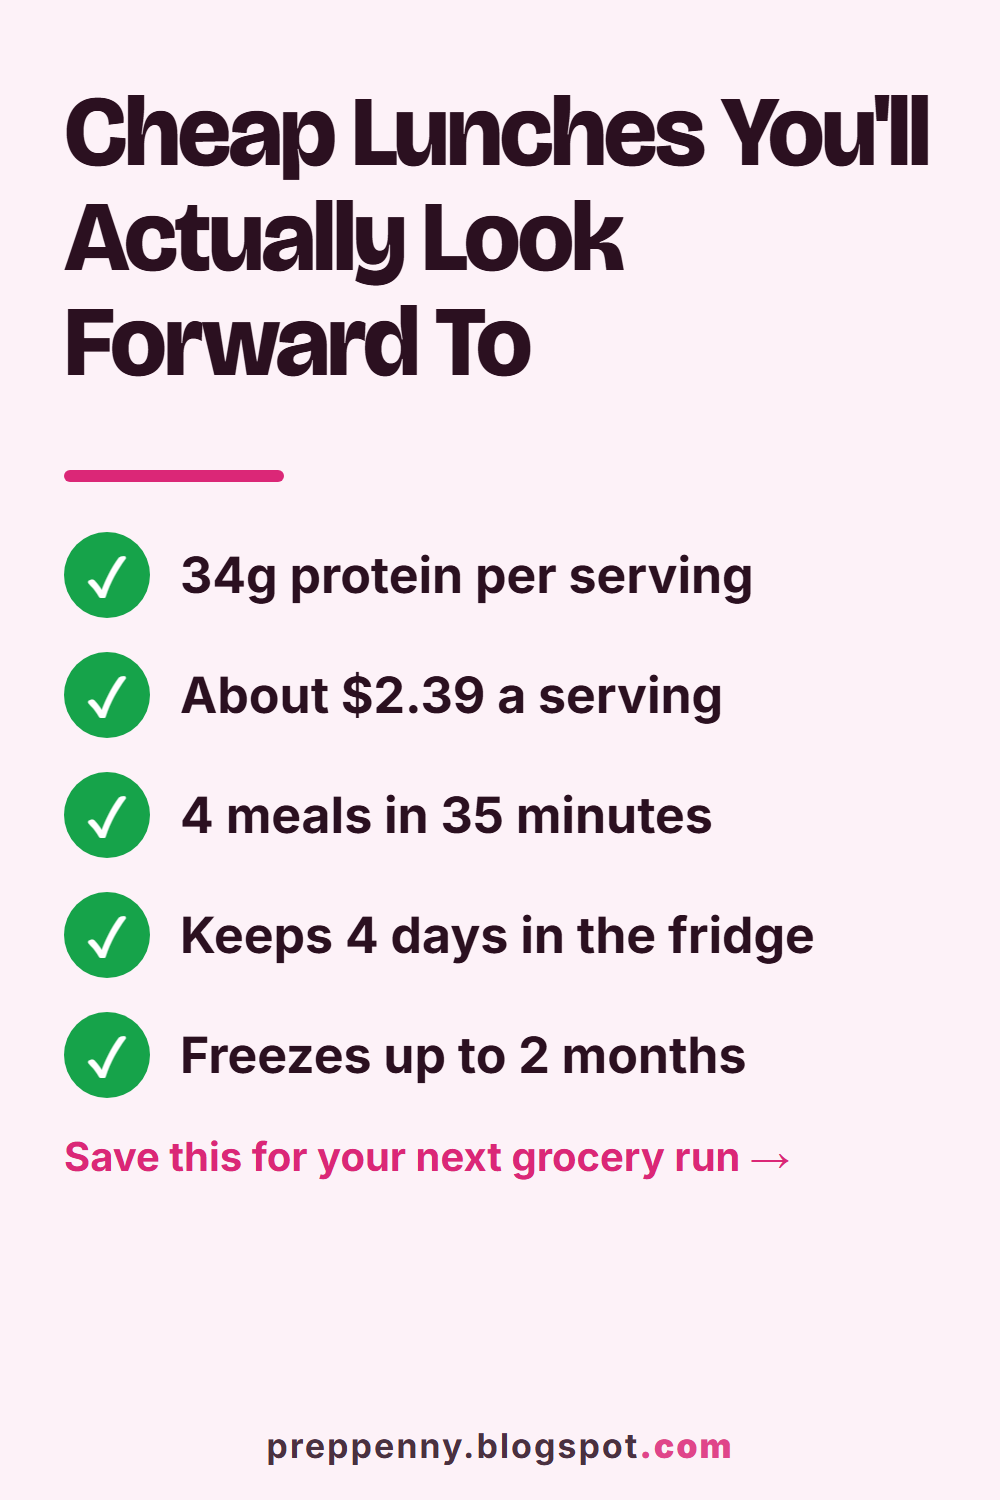 Cheap Lunches You'll
Actually Look
Forward To
✓ 34g protein per serving
✓ About $2.39 a serving
✓ 4 meals in 35 minutes
✓ Keeps 4 days in the fridge
✓ Freezes up to 2 months
Save this for your next grocery run →
preppenny.blogspot.com